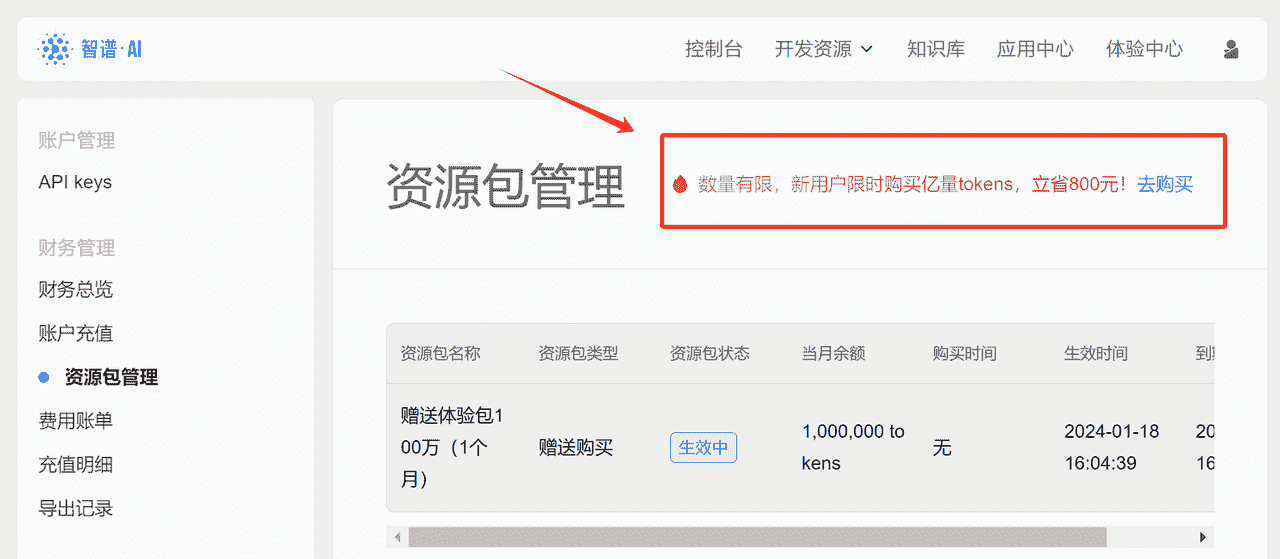 智谱·AI
控制台
开发资源
知识库
应用中心
体验中心
账户管理
API keys
财务管理
财务总览
账户充值
资源包管理
费用账单
充值明细
导出记录
资源包管理
数量有限，新用户限时购买亿量tokens，立省800元！去购买
资源包名称
资源包类型
资源包状态
当月余额
购买时间
生效时间
到
赠送体验包1
00万（1个
月）
赠送购买
生效中
1,000,000 to
kens
无
2024-01-18
16:04:39
20
16